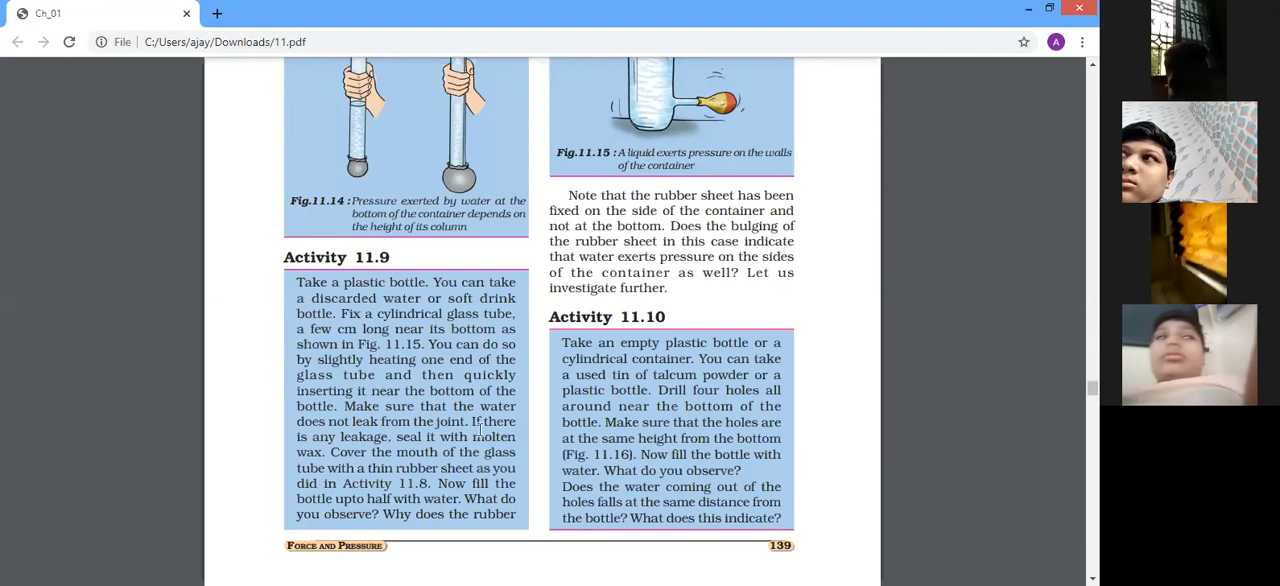 Ch_01
File
C:/Users/ajay/Downloads/11.pdf
A
Fig.11.14 : Pressure exerted by water at the
bottom of the container depends on
the height of its column
Activity 11.9
Take a plastic bottle. You can take
a discarded water or soft drink
bottle. Fix a cylindrical glass tube,
a few cm long near its bottom as
shown in Fig. 11.15. You can do so
by slightly heating one end of the
glass tube and then quickly
inserting it near the bottom of the
bottle. Make sure that the water
does not leak from the joint. If there
is any leakage, seal it with molten
wax. Cover the mouth of the glass
tube with a thin rubber sheet as you
did in Activity 11.8. Now fill the
bottle upto half with water. What do
you observe? Why does the rubber
Fig.11.15 : A liquid exerts pressure on the walls
of the container
Note that the rubber sheet has been
fixed on the side of the container and
not at the bottom. Does the bulging of
the rubber sheet in this case indicate
that water exerts pressure on the sides
of the container as well? Let us
investigate further.
Activity 11.10
Take an empty plastic bottle or a
cylindrical container. You can take
a used tin of talcum powder or a
plastic bottle. Drill four holes all
around near the bottom of the
bottle. Make sure that the holes are
at the same height from the bottom
(Fig. 11.16). Now fill the bottle with
water. What do you observe?
Does the water coming out of the
holes falls at the same distance from
the bottle? What does this indicate?
FORCE AND PRESSURE
139